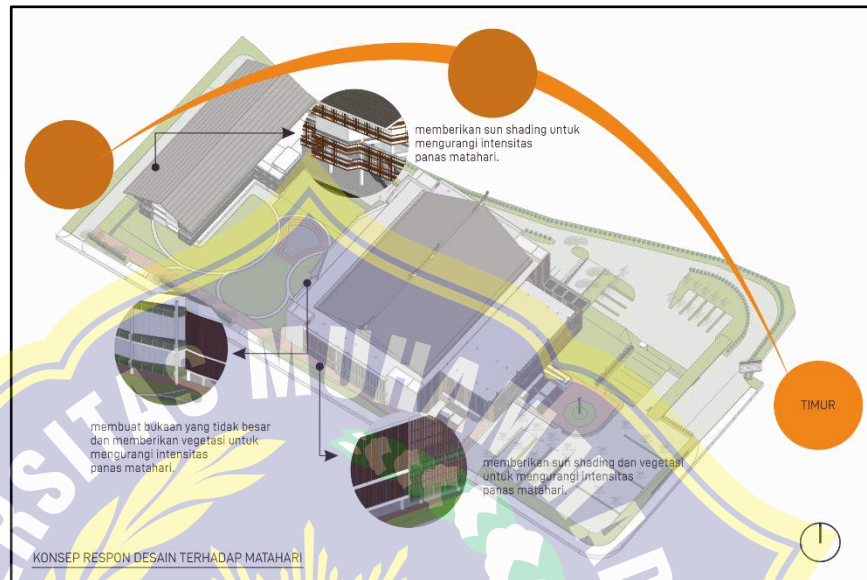 memberikan sun shading untuk
mengurangi intensitas
panas matahari.
TIMUR
membuat bukaan yang tidak besar
dan memberikan vegetasi untuk
mengurangi intensitas
panas matahari.
memberikan sun shading dan vegetasi
untuk mengurangi intensitas
panas matahari.
KONSEP RESPON DESAIN TERHADAP MATAHARI